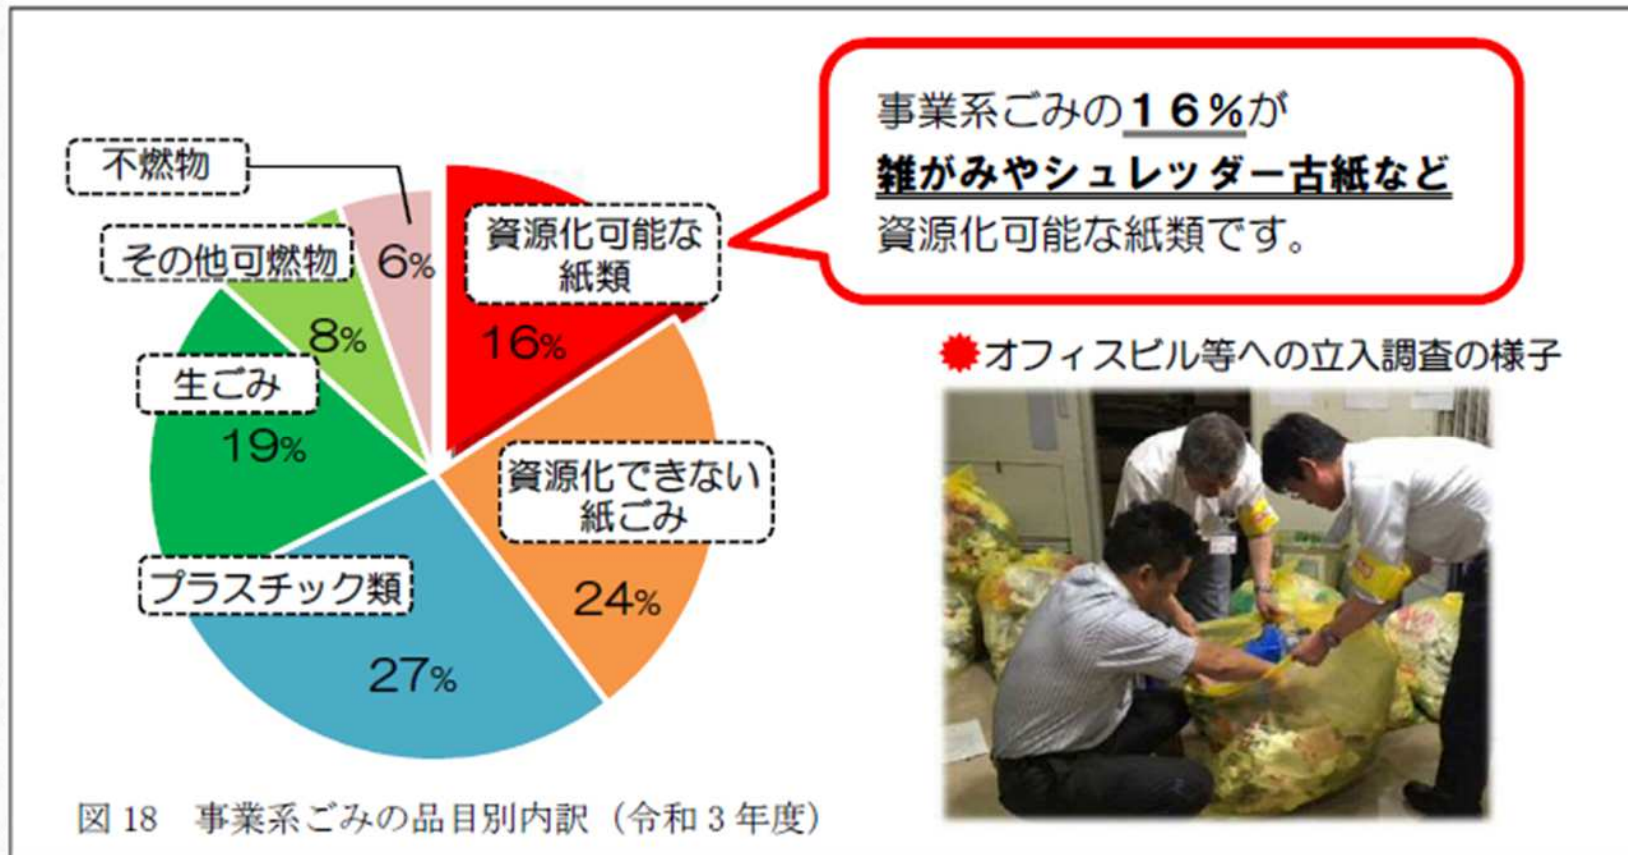 事業系ごみの１６%が
雑がみやシュレッダー古紙など
資源化可能な紙類です。
不燃物
その他可燃物
6%
資源化可能な
紙類
16%
8%
生ごみ
19%
資源化できない
紙ごみ
24%
プラスチック類
27%
オフィスビル等への立入調査の様子
図 18　事業系ごみの品目別内訳（令和 3 年度）